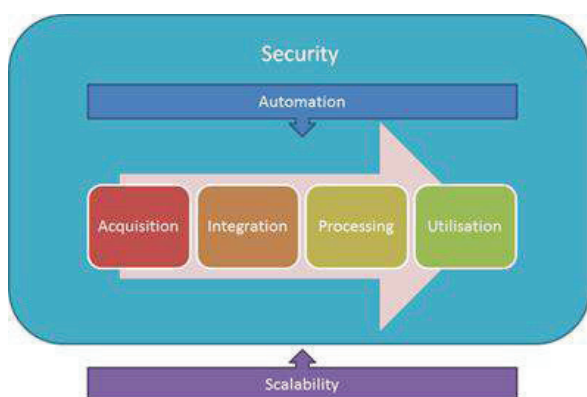 Security
Automation
Acquisition
Integration
Processing
Utilisation
Scalability